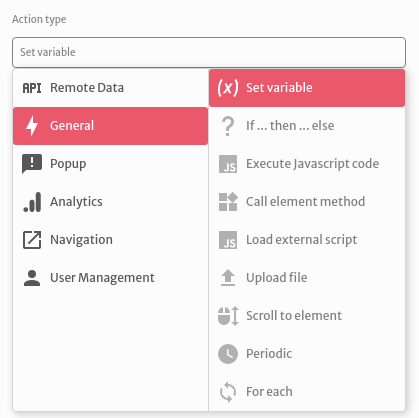 Action type
Set variable
API Remote Data
General
Popup
Analytics
Navigation
User Management
(x) Set variable
? If ... then ... else
JS Execute Javascript code
Call element method
JS Load external script
Upload file
Scroll to element
Periodic
For each